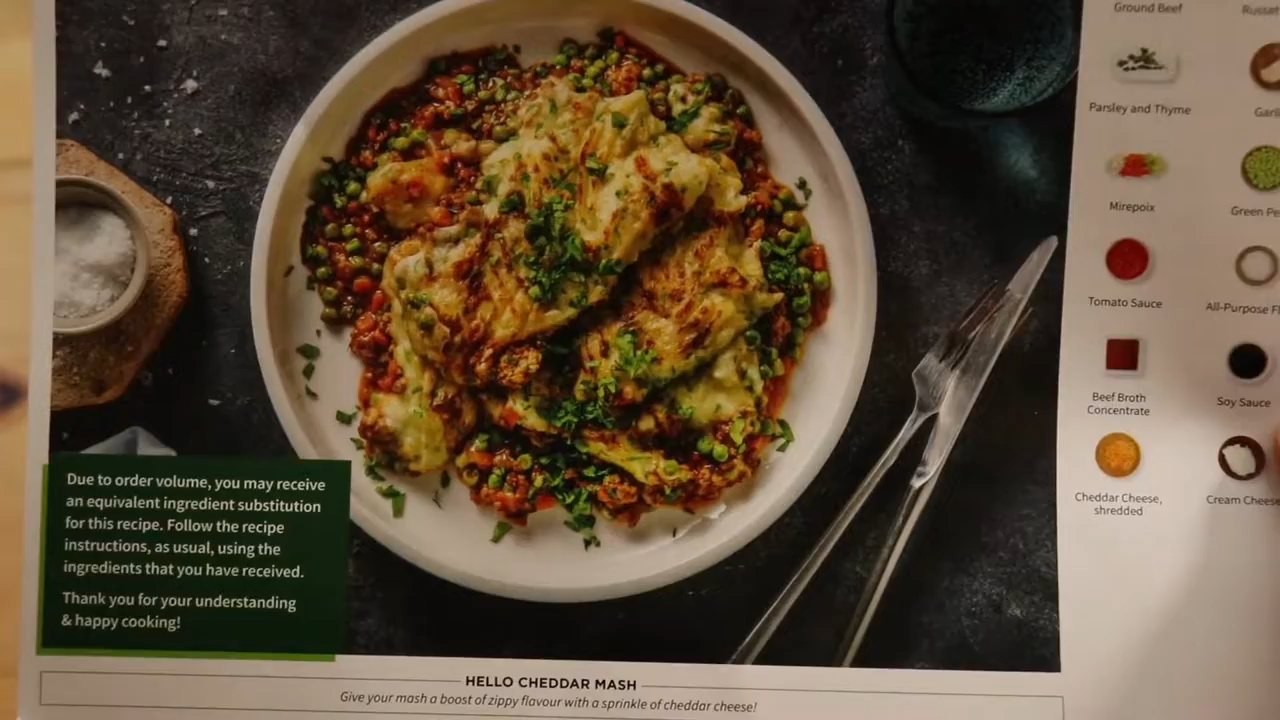 Ground Beef
Russet
Parsley and Thyme
Mirepoix
Tomato Sauce
All-Purpose
Beef Broth
Concentrate
Soy Sauce
Cheddar Cheese,
shredded
Cream Cheese
Due to order volume, you may receive
an equivalent ingredient substitution
for this recipe. Follow the recipe
instructions, as usual, using the
ingredients that you have received.
Thank you for your understanding
& happy cooking!
HELLO CHEDDAR MASH
Give your mash a boost of zippy flavour with a sprinkle of cheddar cheese!